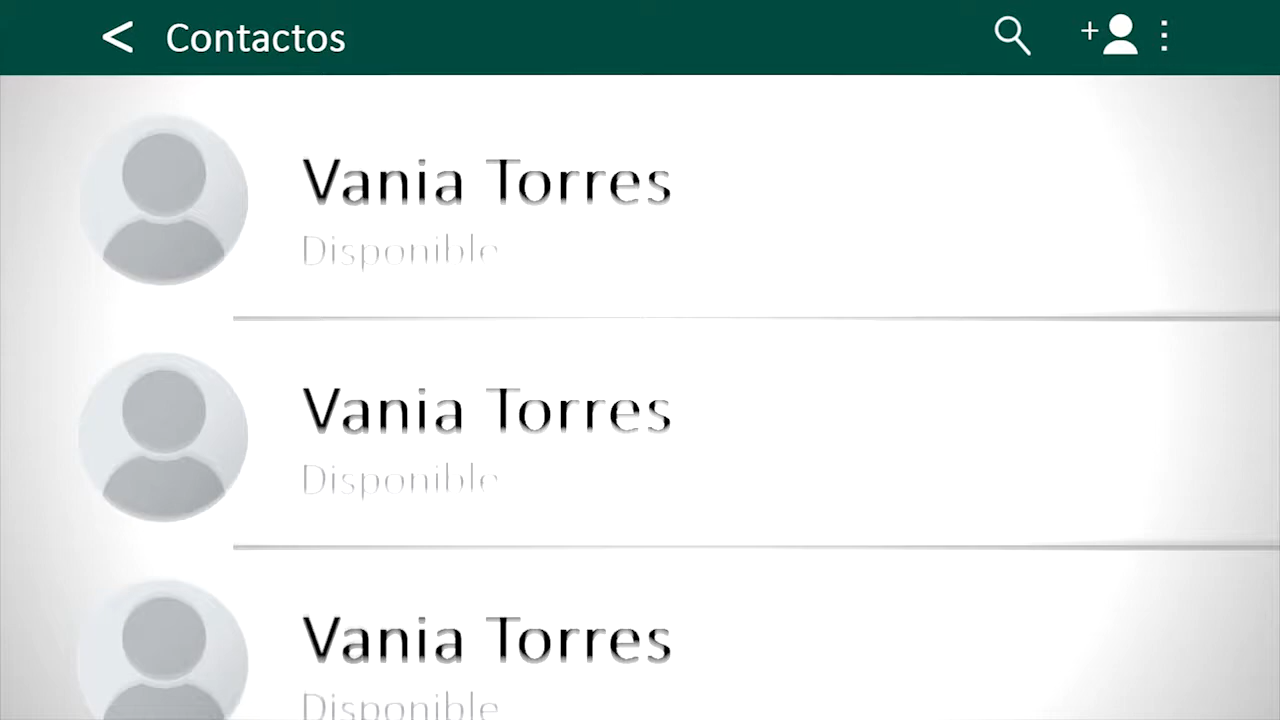 Contactos
Vania Torres
Disponible
Vania Torres
Disponible
Vania Torres
Disponible